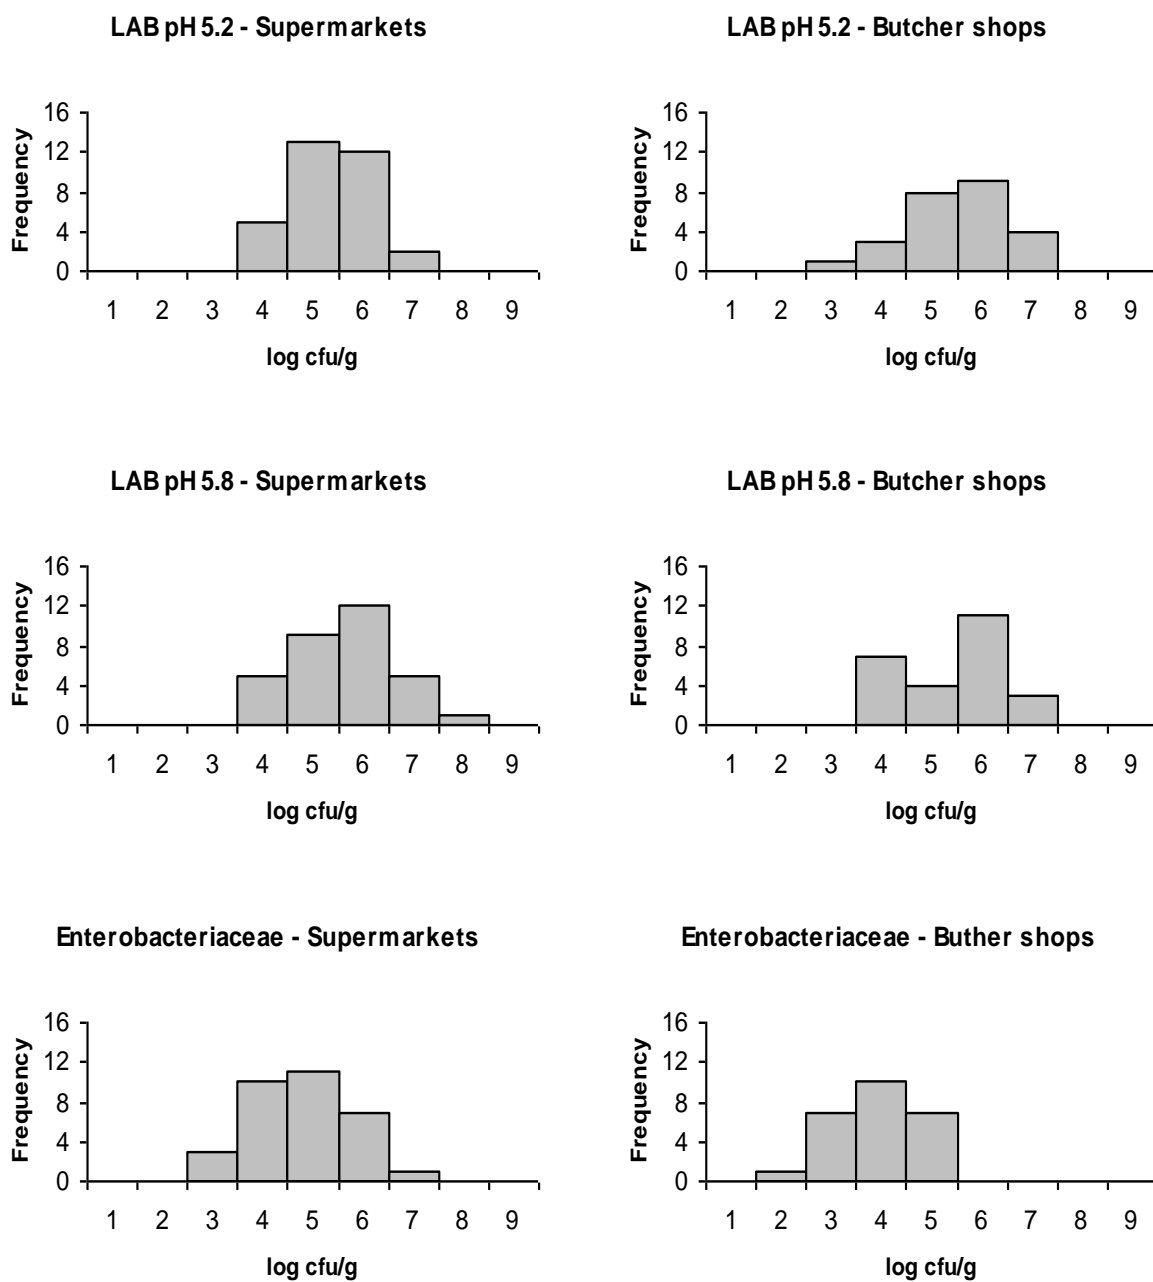 LAB pH 5.2 - Supermarkets
Frequency
16
12
8
4
0
1 2 3 4 5 6 7 8 9
log cfu/g
LAB pH 5.2 - Butcher shops
Frequency
16
12
8
4
0
1 2 3 4 5 6 7 8 9
log cfu/g
LAB pH 5.8 - Supermarkets
Frequency
16
12
8
4
0
1 2 3 4 5 6 7 8 9
log cfu/g
LAB pH 5.8 - Butcher shops
Frequency
16
12
8
4
0
1 2 3 4 5 6 7 8 9
log cfu/g
Enterobacteriaceae - Supermarkets
Frequency
16
12
8
4
0
1 2 3 4 5 6 7 8 9
log cfu/g
Enterobacteriaceae - Buther shops
Frequency
16
12
8
4
0
1 2 3 4 5 6 7 8 9
log cfu/g